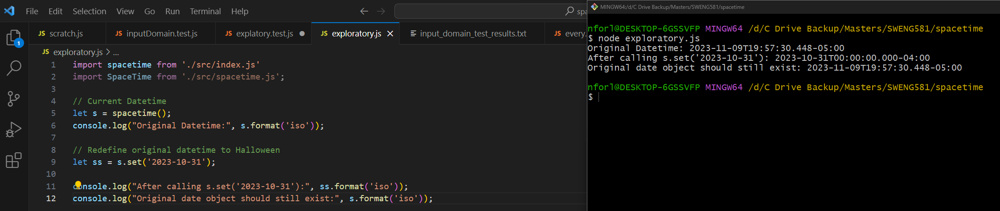 File Edit Selection View Go Run Terminal Help
scratch.js inputDomain.test.js explatory.test.js exploratory.js input_domain_test_results.txt
JS exploratory.js > ...
1 import spacetime from './src/index.js'
2 import SpaceTime from './src/spacetime.js';
3
4 // Current Datetime
5 let s = spacetime();
6 console.log("Original Datetime:", s.format('iso'));
7
8 // Redefine original datetime to Halloween
9 let ss = s.set('2023-10-31');
10
11 console.log("After calling s.set('2023-10-31'):", ss.format('iso'));
12 console.log("Original date object should still exist:", s.format('iso'));
MINGW64:/d/C Drive Backup/Masters/SWENG581/spacetime
nforl@DESKTOP-6GSSVFP MINGW64 /d/C Drive Backup/Masters/SWENG581/spacetime
$ node exploratory.js
Original Datetime: 2023-11-09T19:57:30.448-05:00
After calling s.set('2023-10-31'): 2023-10-31T00:00:00.000-04:00
Original date object should still exist: 2023-11-09T19:57:30.448-05:00
nforl@DESKTOP-6GSSVFP MINGW64 /d/C Drive Backup/Masters/SWENG581/spacetime
$